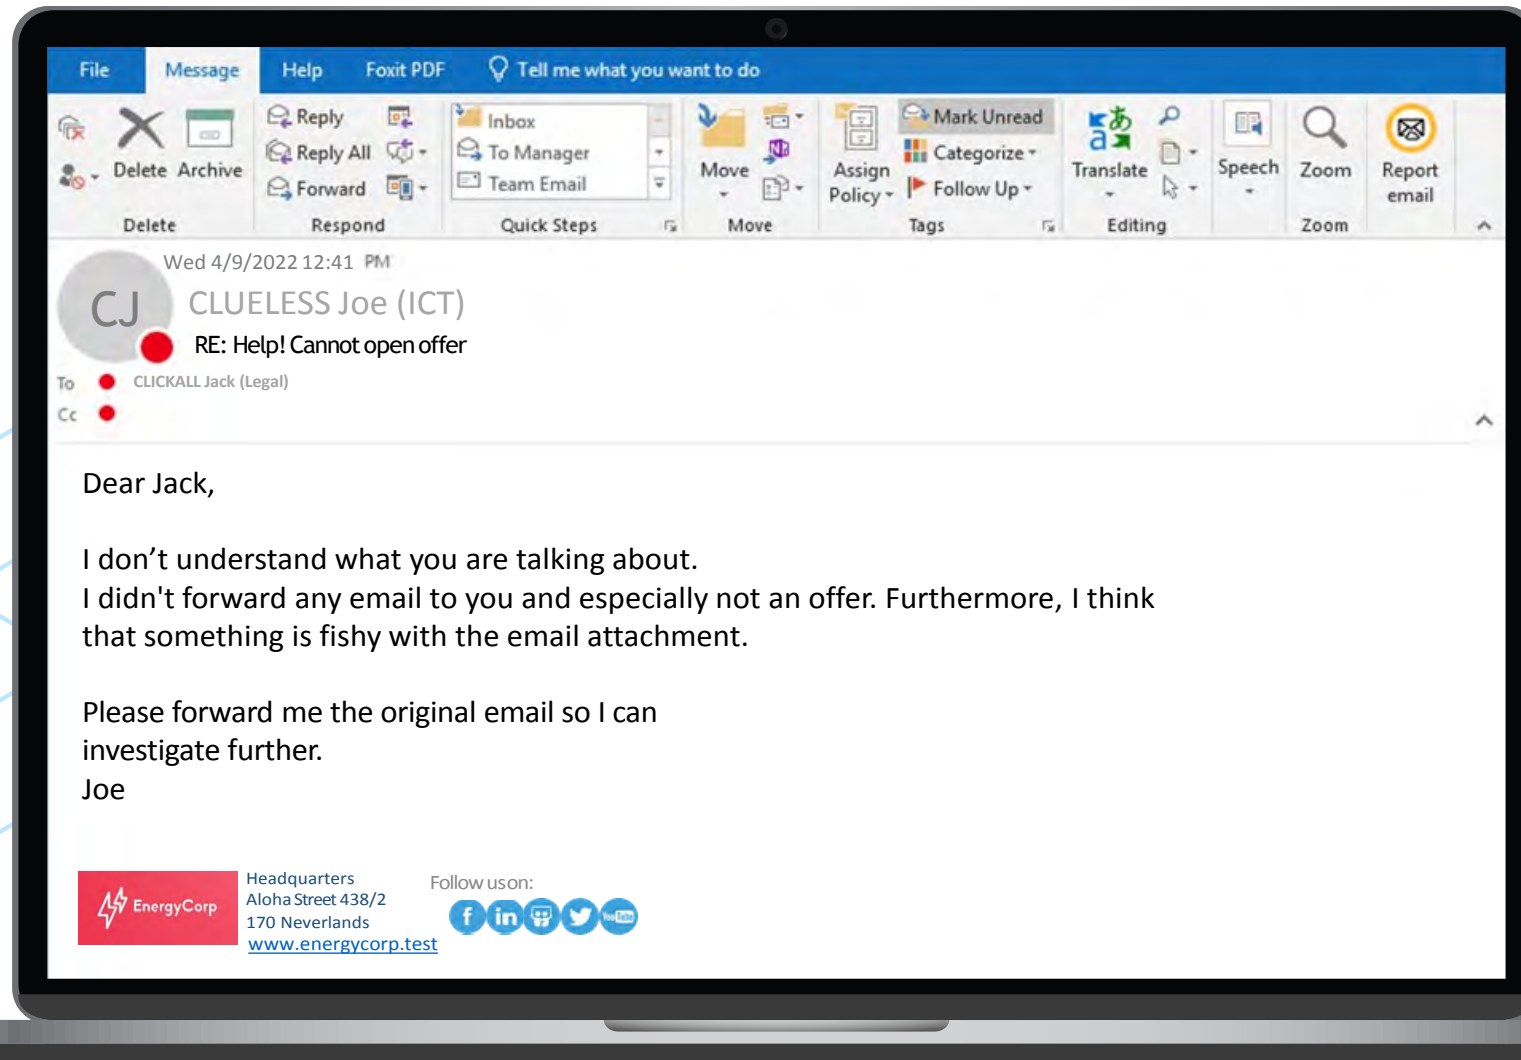 File Message Help Foxit PDF Tell me what you want to do
Reply Inbox Mark Unread
Reply All To Manager Categorize
Delete Archive Forward Team Email Move Assign Policy Follow Up Translate Speech Zoom Report email
Delete Respond Quick Steps Move Tags Editing Zoom
Wed 4/9/2022 12:41 PM
CJ CLUELESS Joe (ICT)
RE: Help! Cannot open offer
To CLICKALL Jack (Legal)
Cc
Dear Jack,
I don’t understand what you are talking about.
I didn't forward any email to you and especially not an offer. Furthermore, I think
that something is fishy with the email attachment.
Please forward me the original email so I can
investigate further.
Joe
EnergyCorp
Headquarters
Aloha Street 438/2
170 Neverlands
www.energycorp.test
Follow us on:
f in YouTube